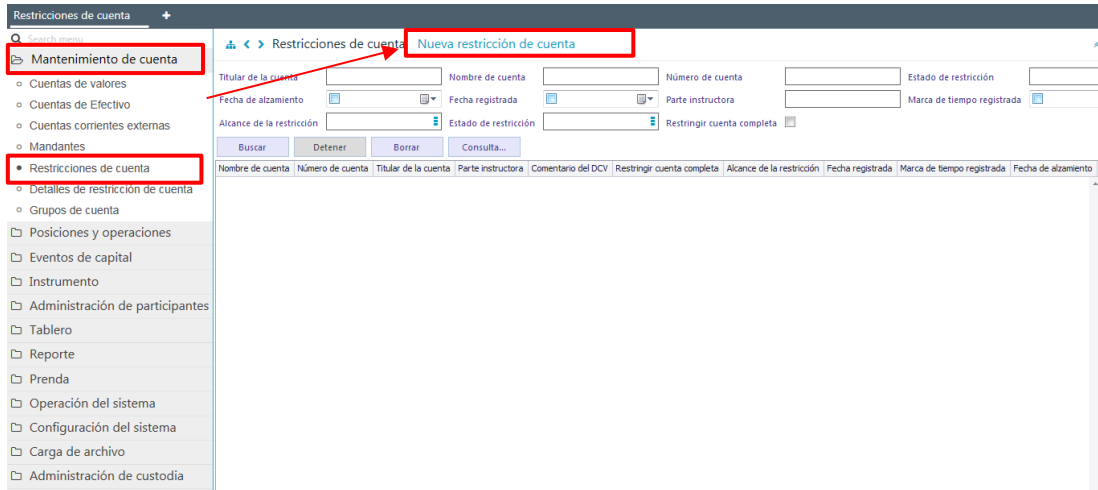 Restricciones de cuenta +
Search menu
Mantenimiento de cuenta
Cuentas de valores
Cuentas de Efectivo
Cuentas corrientes externas
Mandantes
Restricciones de cuenta
Detalles de restricción de cuenta
Grupos de cuenta
Posiciones y operaciones
Eventos de capital
Instrumento
Administración de participantes
Tablero
Reporte
Prenda
Operación del sistema
Configuración del sistema
Carga de archivo
Administración de custodia
Restricciones de cuenta Nueva restricción de cuenta
Titular de la cuenta Nombre de cuenta Número de cuenta Estado de restricción
Fecha de alzamiento Fecha registrada Parte instructora Marca de tiempo registrada
Alcance de la restricción Estado de restricción Restringir cuenta completa
Buscar Detener Borrar Consulta...
Nombre de cuenta Número de cuenta Titular de la cuenta Parte instructora Comentario del DCV Restringir cuenta completa Alcance de la restricción Fecha registrada Marca de tiempo registrada Fecha de alzamiento